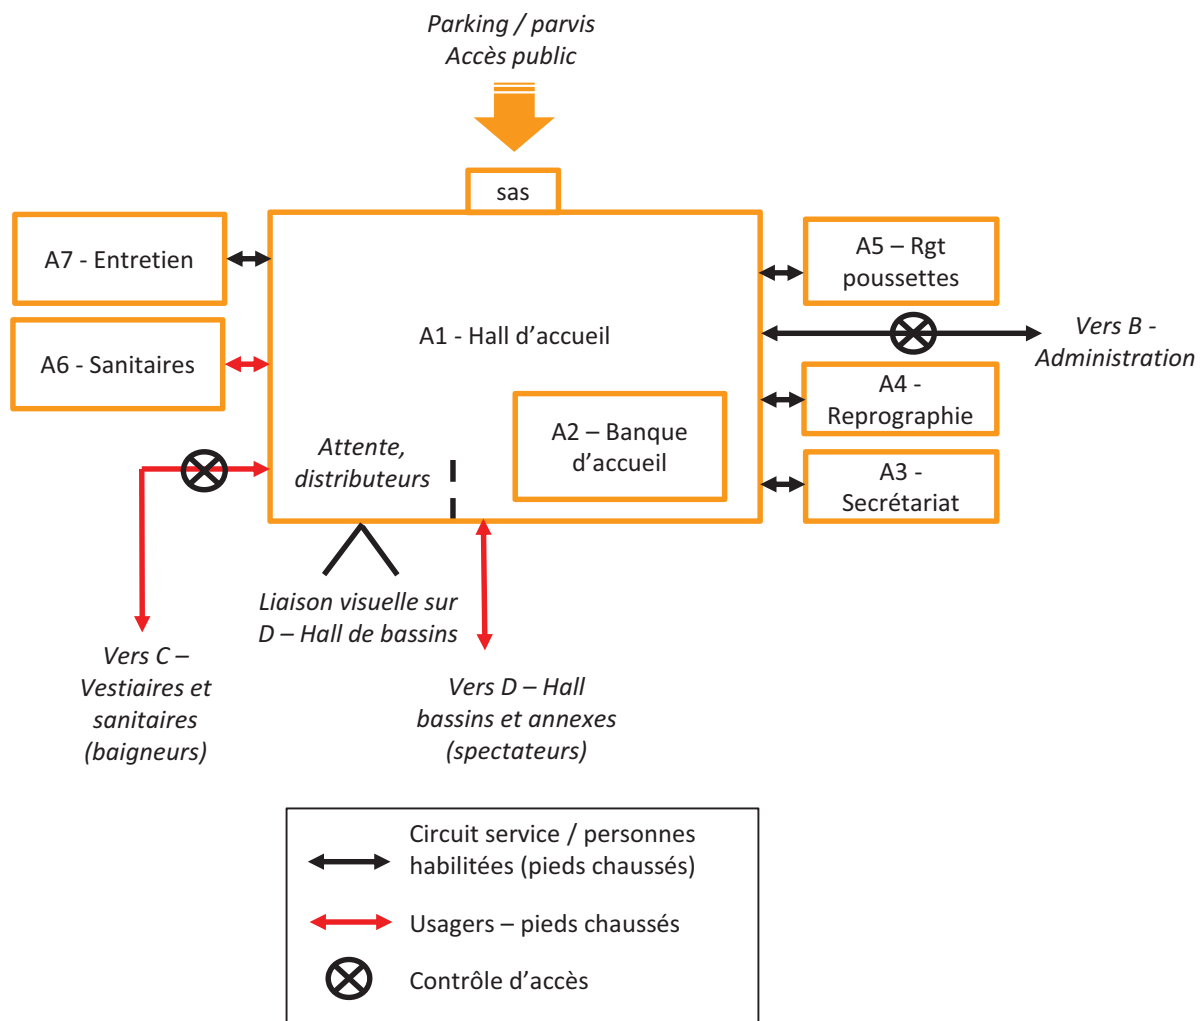 Parking / parvis
Accès public
sas
A7 - Entretien
A5 – Rgt
poussettes
A1 - Hall d'accueil
Vers B -
Administration
A6 - Sanitaires
A4 -
Reprographie
A2 – Banque
d'accueil
Attente,
distributeurs
A3 -
Secrétariat
Liaison visuelle sur
D – Hall de bassins
Vers C –
Vestiaires et
sanitaires
(baigneurs)
Vers D – Hall
bassins et annexes
(spectateurs)
Circuit service / personnes
habilitées (pieds chaussés)
Usagers – pieds chaussés
Contrôle d'accès